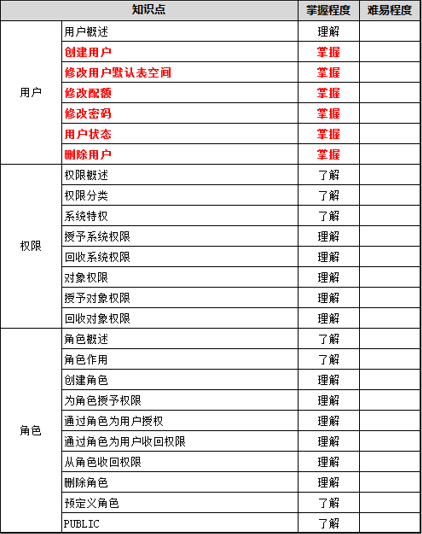 知识点 掌握程度 难易程度
用户 用户概述 理解
创建用户 掌握
修改用户默认表空间 掌握
修改配额 掌握
修改密码 掌握
用户状态 掌握
删除用户 掌握
权限 权限概述 了解
权限分类 了解
系统特权 了解
授予系统权限 理解
回收系统权限 理解
对象权限 理解
授予对象权限 理解
回收对象权限 理解
角色 角色概述 了解
角色作用 了解
创建角色 理解
为角色授予权限 理解
通过角色为用户授权 理解
通过角色为用户收回权限 理解
从角色收回权限 理解
删除角色 理解
预定义角色 了解
PUBLIC 了解